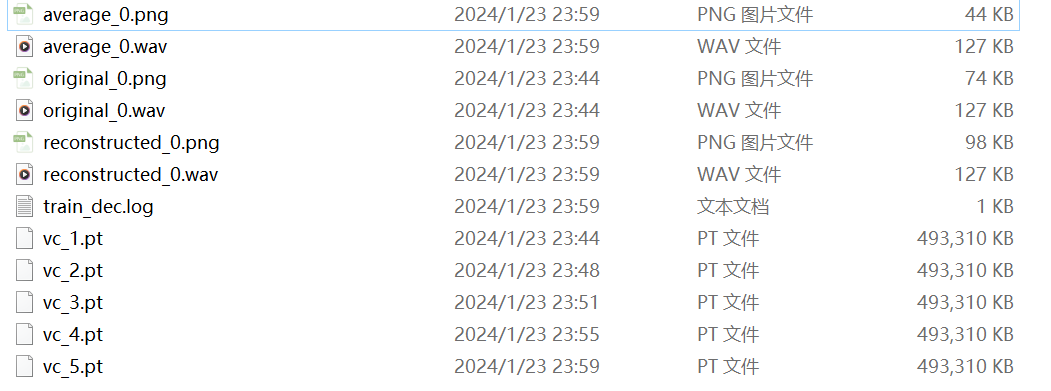 average_0.png 2024/1/23 23:59 PNG 图片文件 44 KB
average_0.wav 2024/1/23 23:59 WAV 文件 127 KB
original_0.png 2024/1/23 23:44 PNG 图片文件 74 KB
original_0.wav 2024/1/23 23:44 WAV 文件 127 KB
reconstructed_0.png 2024/1/23 23:59 PNG 图片文件 98 KB
reconstructed_0.wav 2024/1/23 23:59 WAV 文件 127 KB
train_dec.log 2024/1/23 23:59 文本文档 1 KB
vc_1.pt 2024/1/23 23:44 PT 文件 493,310 KB
vc_2.pt 2024/1/23 23:48 PT 文件 493,310 KB
vc_3.pt 2024/1/23 23:51 PT 文件 493,310 KB
vc_4.pt 2024/1/23 23:55 PT 文件 493,310 KB
vc_5.pt 2024/1/23 23:59 PT 文件 493,310 KB